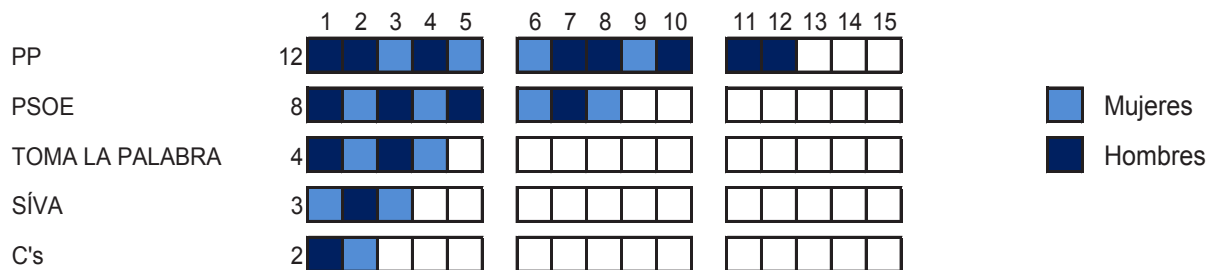 1 2 3 4 5 6 7 8 9 10 11 12 13 14 15
PP 12
PSOE 8
TOMA LA PALABRA 4
SÍVA 3
C's 2
Mujeres
Hombres